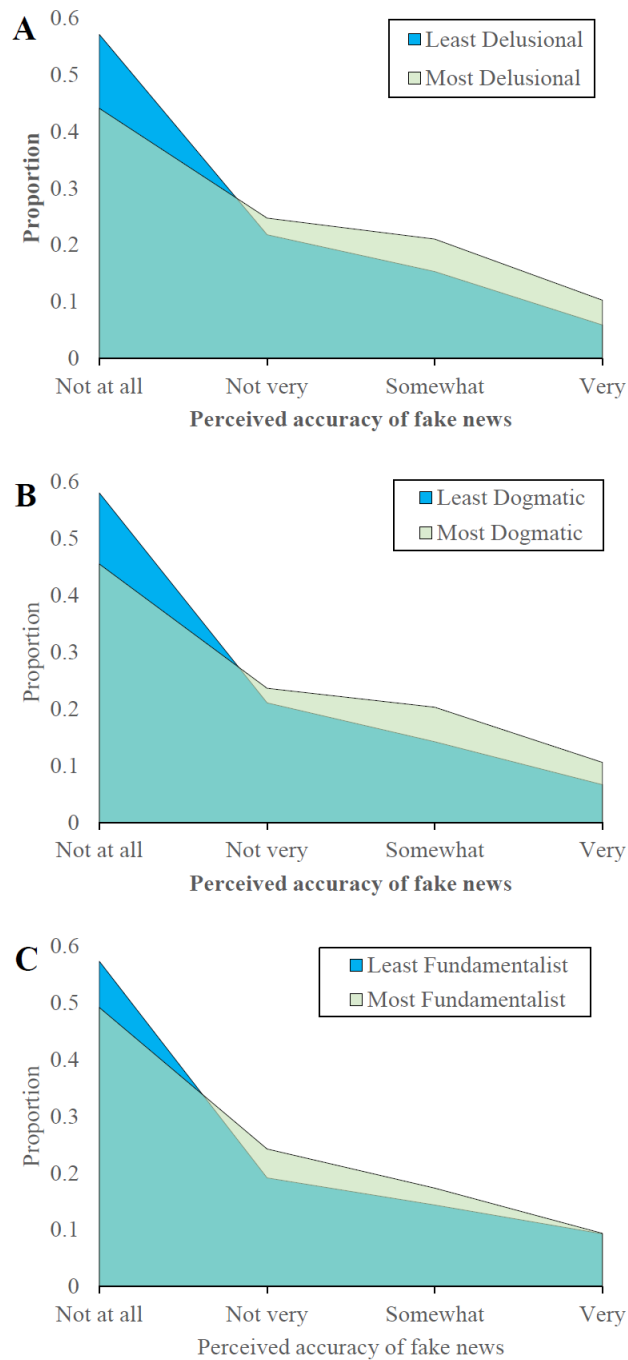 A
0.6
0.5
0.4
0.3
0.2
0.1
0
Proportion
Least Delusional
Most Delusional
Not at all Not very Somewhat Very
Perceived accuracy of fake news
B
0.6
0.5
0.4
0.3
0.2
0.1
0
Proportion
Least Dogmatic
Most Dogmatic
Not at all Not very Somewhat Very
Perceived accuracy of fake news
C
0.6
0.5
0.4
0.3
0.2
0.1
0
Proportion
Least Fundamentalist
Most Fundamentalist
Not at all Not very Somewhat Very
Perceived accuracy of fake news